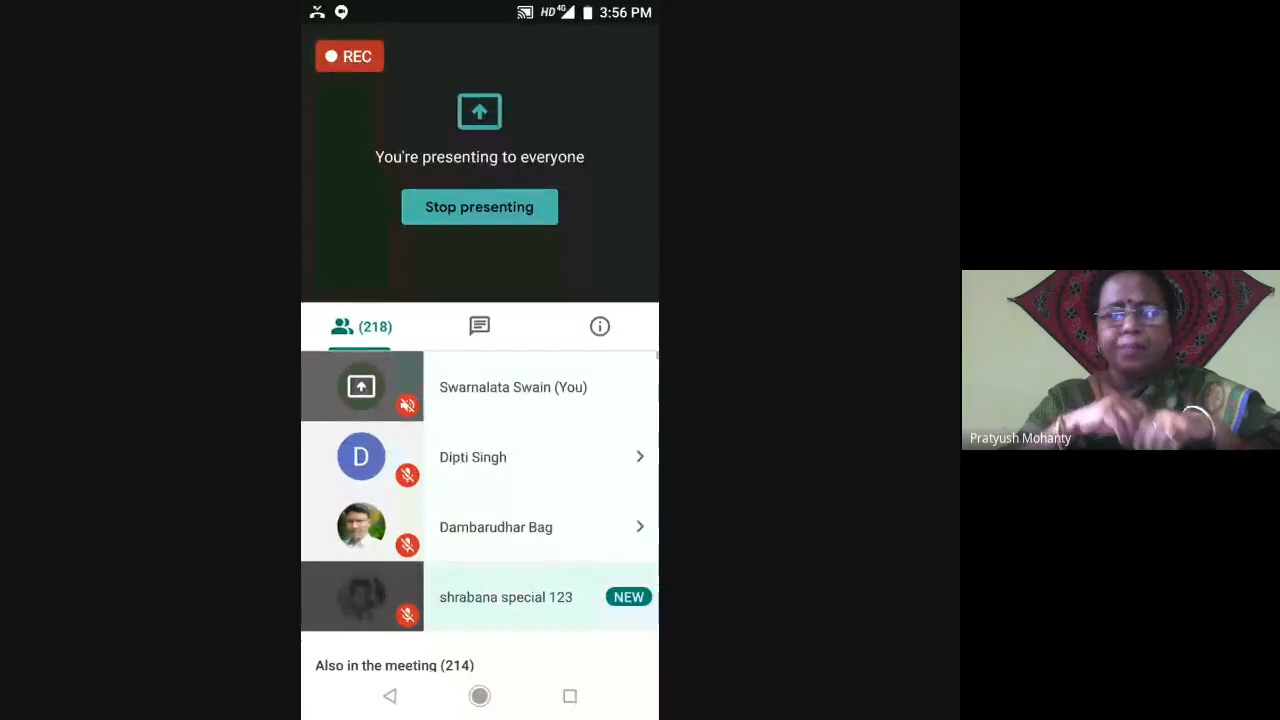 HD 4G 3:56 PM
REC
You're presenting to everyone
Stop presenting
(218)
Swarnalata Swain (You)
D
Dipti Singh
Dambarudhar Bag
shrabana special 123 NEW
Also in the meeting (214)
Pratyush Mohanty